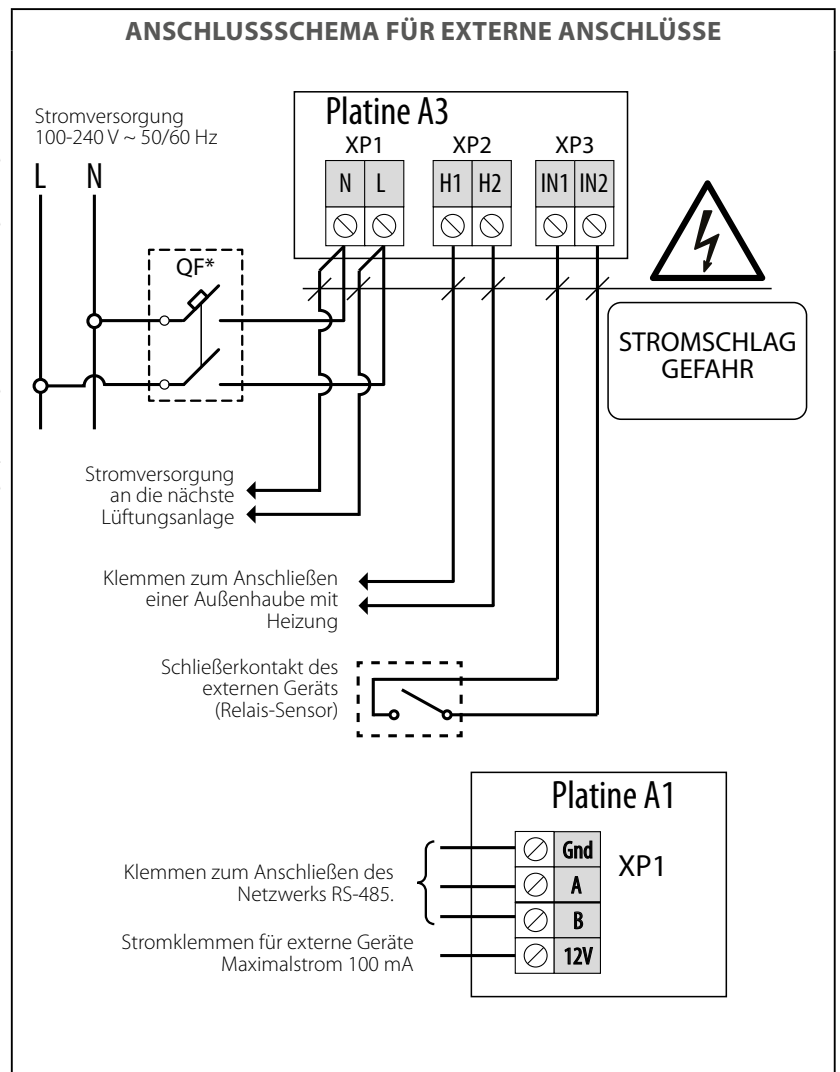 ANSCHLUSSSCHEMA FÜR EXTERNE ANSCHLÜSSE
Stromversorgung
100-240 V ~ 50/60 Hz
L N
Platine A3
XP1 XP2 XP3
N L H1 H2 IN1 IN2
QF*
STROMSCHLAG
GEFAHR
Stromversorgung
an die nächste
Lüftungsanlage
Klemmen zum Anschließen
einer Außenhaube mit
Heizung
Schließerkontakt des
externen Geräts
(Relais-Sensor)
Platine A1
XP1
Gnd
A
B
12V
Klemmen zum Anschließen des
Netzwerks RS-485.
Stromklemmen für externe Geräte
Maximalstrom 100 mA